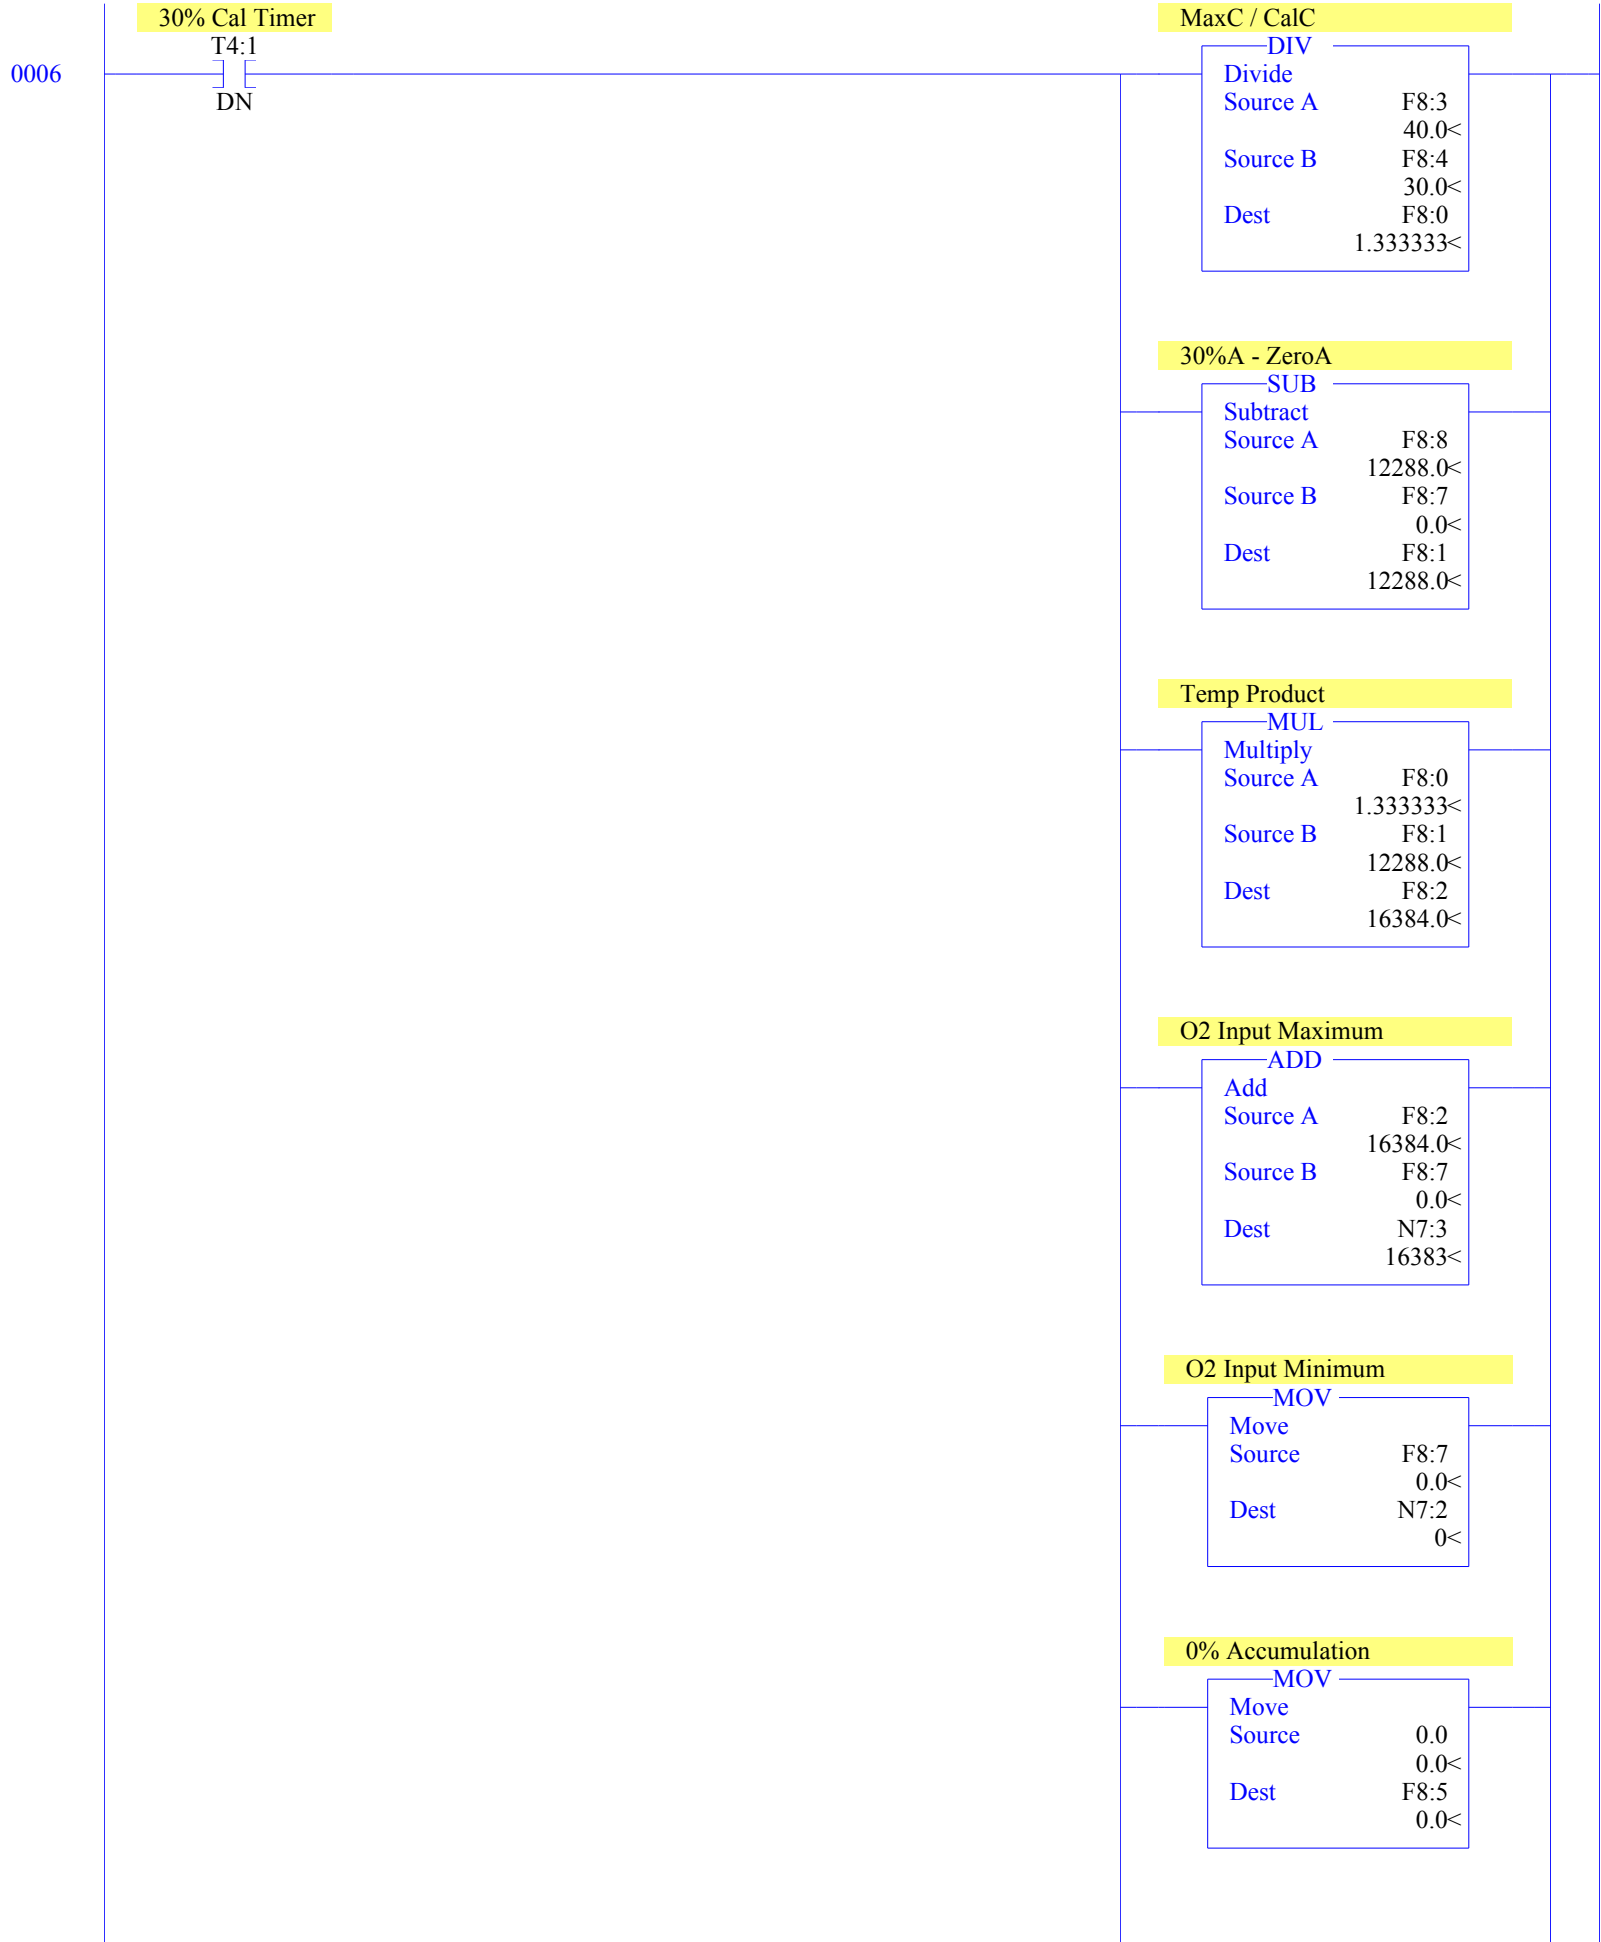 30% Cal Timer
T4:1
DN
0006
MaxC / CalC
DIV
Divide
Source A F8:3
40.0<
Source B F8:4
30.0<
Dest F8:0
1.333333<
30%A - ZeroA
SUB
Subtract
Source A F8:8
12288.0<
Source B F8:7
0.0<
Dest F8:1
12288.0<
Temp Product
MUL
Multiply
Source A F8:0
1.333333<
Source B F8:1
12288.0<
Dest F8:2
16384.0<
O2 Input Maximum
ADD
Add
Source A F8:2
16384.0<
Source B F8:7
0.0<
Dest N7:3
16383<
O2 Input Minimum
MOV
Move
Source F8:7
0.0<
Dest N7:2
0<
0% Accumulation
MOV
Move
Source 0.0
0.0<
Dest F8:5
0.0<